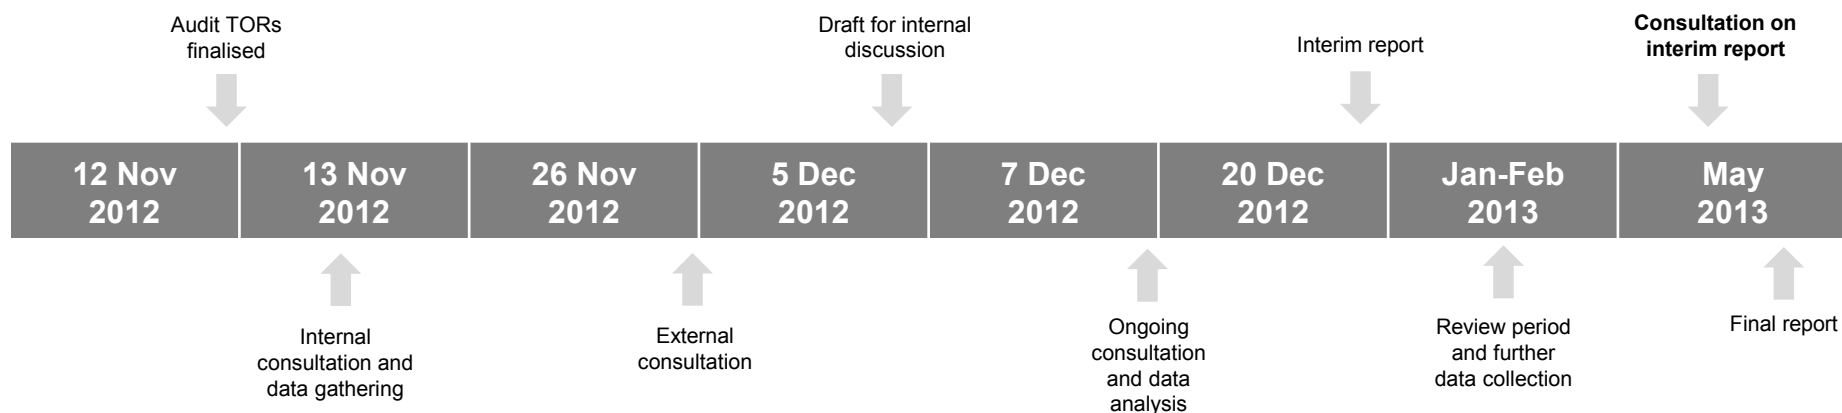 Audit TORs
finalised
Draft for internal
discussion
Interim report
Consultation on
interim report
12 Nov
2012
13 Nov
2012
26 Nov
2012
5 Dec
2012
7 Dec
2012
20 Dec
2012
Jan-Feb
2013
May
2013
Internal
consultation and
data gathering
External
consultation
Ongoing
consultation
and data
analysis
Review period
and further
data collection
Final report